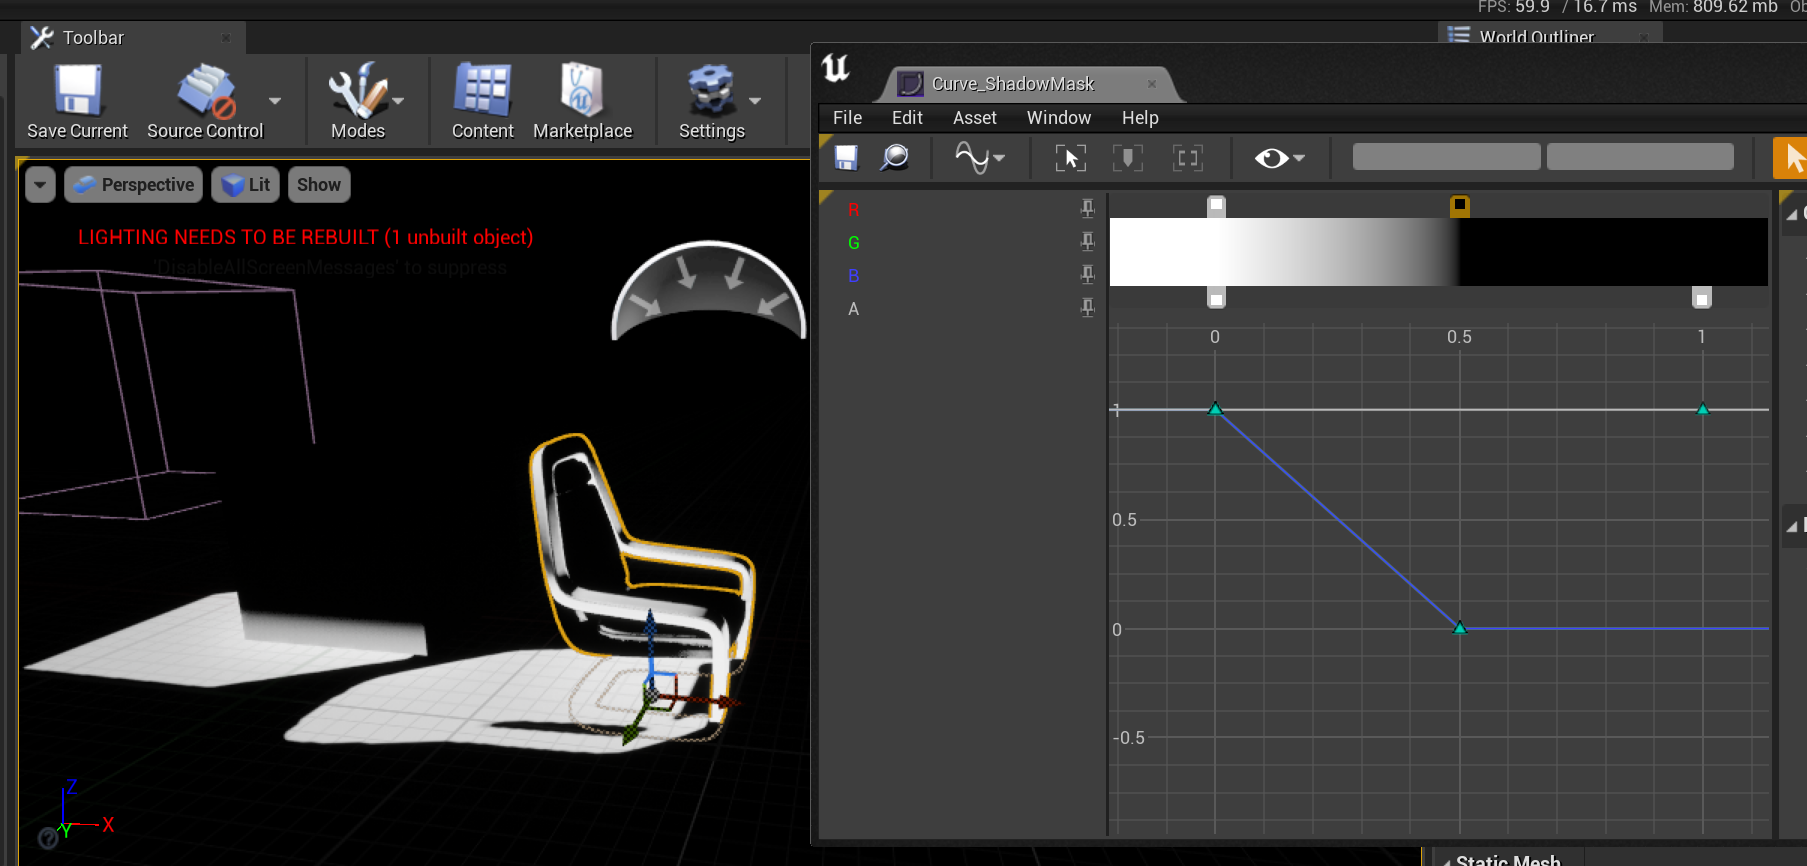 FPS: 59.9 / 16.7 ms Mem: 809.62 mb
Toolbar
World Outliner
Curve_ShadowMask
File Edit Asset Window Help
Save Current Source Control Modes Content Marketplace Settings
Perspective Lit Show
LIGHTING NEEDS TO BE REBUILT (1 unbuilt object)
'DisableAllScreenMessages' to suppress
R
G
B
A
0 0.5 1
1
0.5
0
-0.5
Z
X
Y
Static Mesh